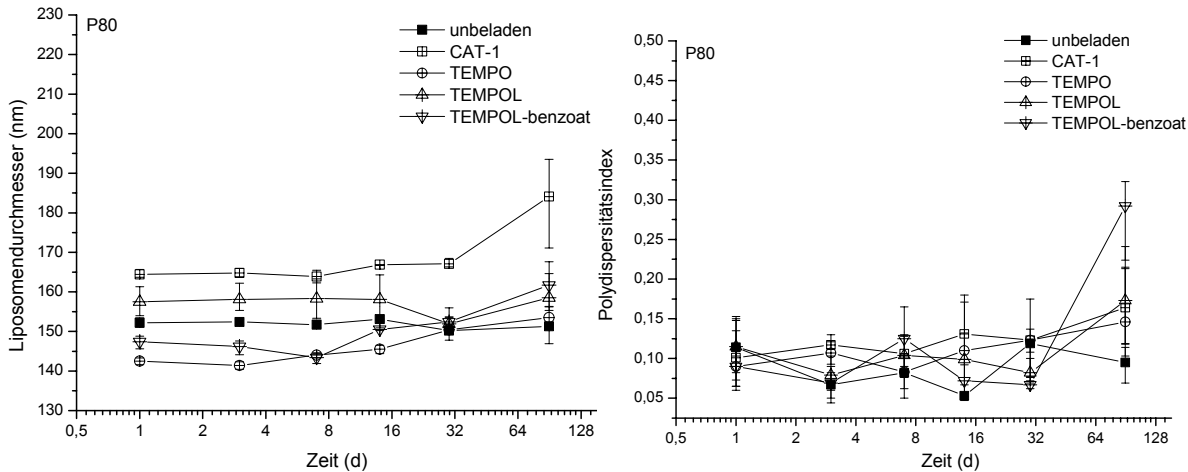 P80
unbeladen
CAT-1
TEMPO
TEMPOL
TEMPOL-benzoat
Liposomendurchmesser (nm)
230
220
210
200
190
180
170
160
150
140
130
0,5 1 2 4 8 16 32 64 128
Zeit (d)
P80
unbeladen
CAT-1
TEMPO
TEMPOL
TEMPOL-benzoat
Polydispersitätsindex
0,50
0,45
0,40
0,35
0,30
0,25
0,20
0,15
0,10
0,05
0,5 1 2 4 8 16 32 64 128
Zeit (d)